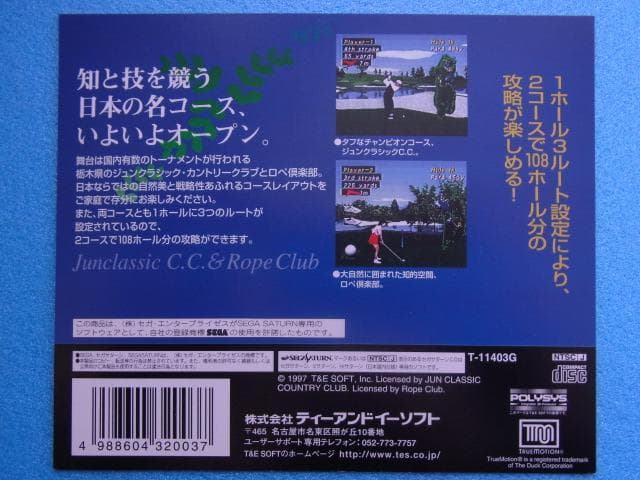 知と技を競う
日本の名コース、
いよいよオープン。
舞台は国内有数のトーナメントが行われる
栃木県のジュンクラシック・カントリークラブとロペ倶楽部。
日本ならではの自然美と戦略性あふれるコースレイアウトを
ご家庭で存分にお楽しみください。
また、両コースとも1ホールに3つのルートが
設定されているので、
2コースで108ホール分の攻略ができます。
Junclassic C.C.& Rope Club
Player-1
4th stroke
65 yards
7m
Hole 18
●タフなチャンピオンコース、
ジュンクラシックC.C.。
Player-2
3rd stroke
226 yards
●大自然に囲まれた知的空間、
ロペ倶楽部。
1ホール3ルート設定により、
2コースで108ホール分の
攻略が楽しめる!
この商品は、(株)セガ・エンタープライゼスがSEGA SATURN専用の
ソフトウェアとして、自社の登録商標 SEGA の使用を許諾したものです。
SEGA SATURN
NTSC J
T-11403G
NTSC J
COMPACT
disc
© 1997 T&E SOFT, Inc. Licensed by JUN CLASSIC
COUNTRY CLUB. Licensed by Rope Club.
株式会社 ティーアンドイーソフト
〒465 名古屋市名東区照が丘10番地
ユーザーサポート専用テレフォン:052-773-7757
T&E SOFTのホームページ http://www.tes.co.jp/
4 988604 320037
POLYSYS
TM
TRUEMOTION
TrueMotion® is a registered trademark
of The Duck Corporation